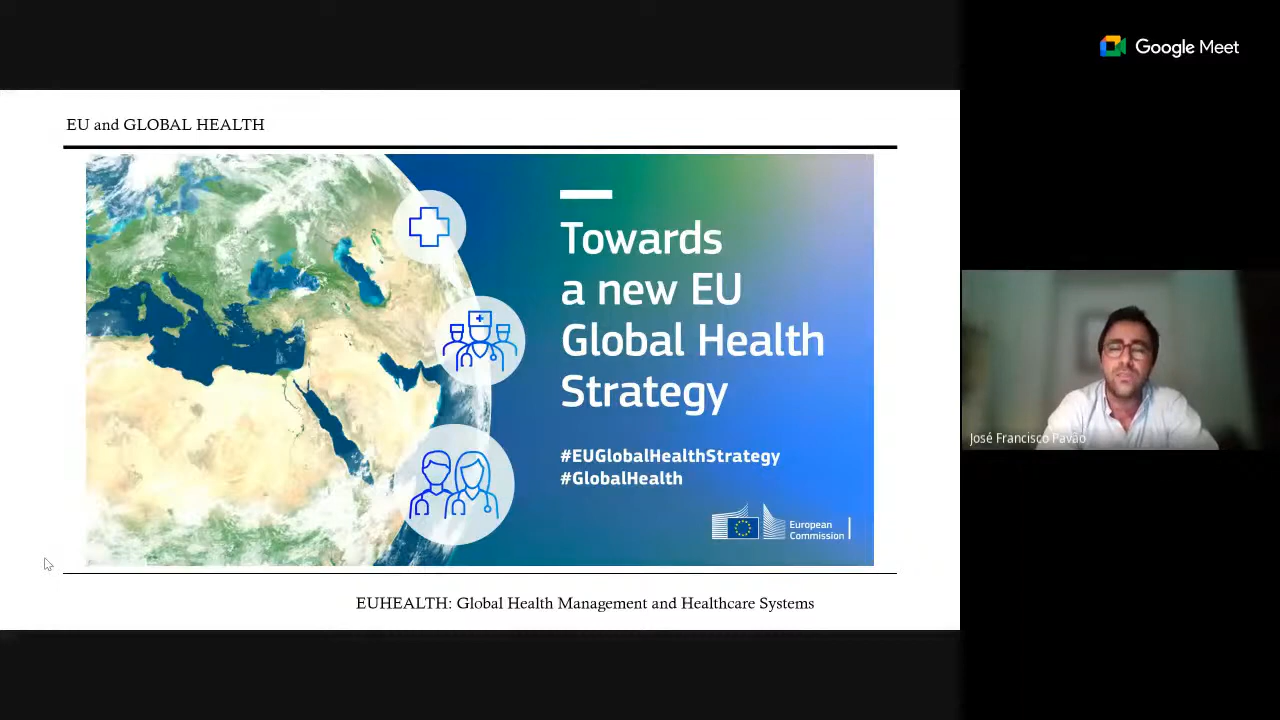 Google Meet
EU and GLOBAL HEALTH
Towards
a new EU
Global Health
Strategy
#EUGlobalHealthStrategy
#GlobalHealth
European
Commission
José Francisco Pavão
EUHEALTH: Global Health Management and Healthcare Systems